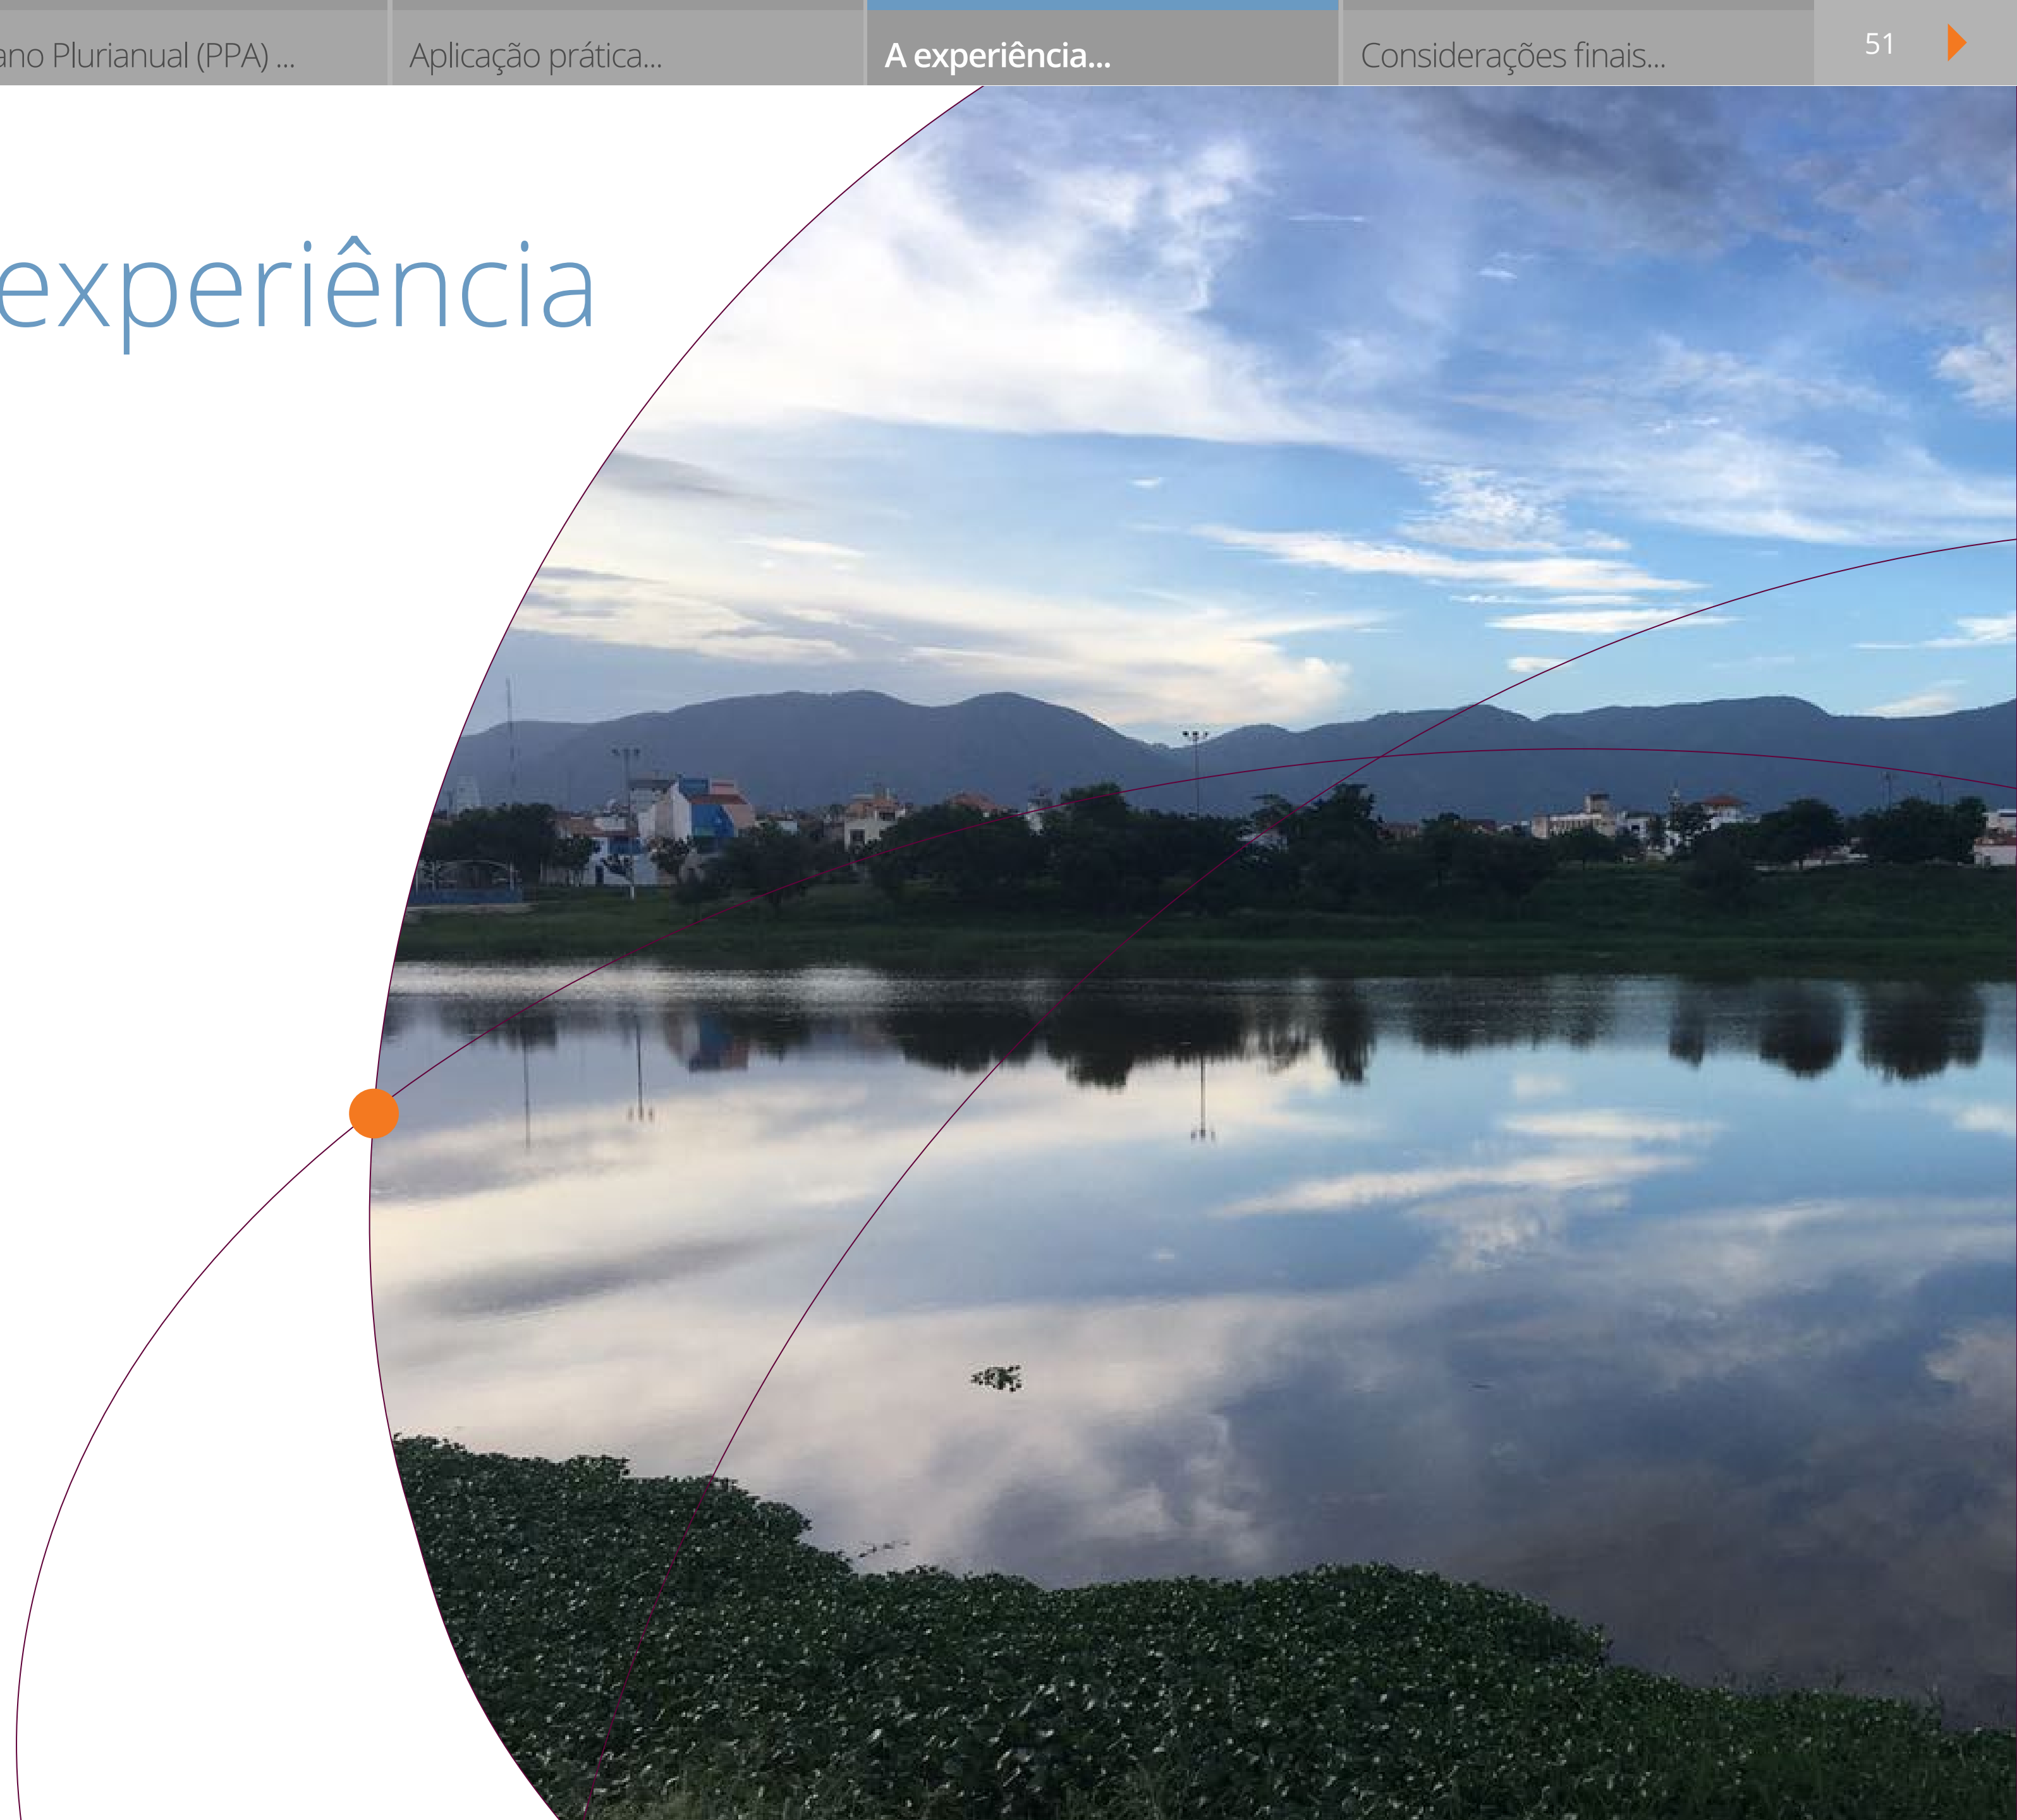 ano Plurianual (PPA) ...
Aplicação prática...
A experiência...
Considerações finais...
51
experiência